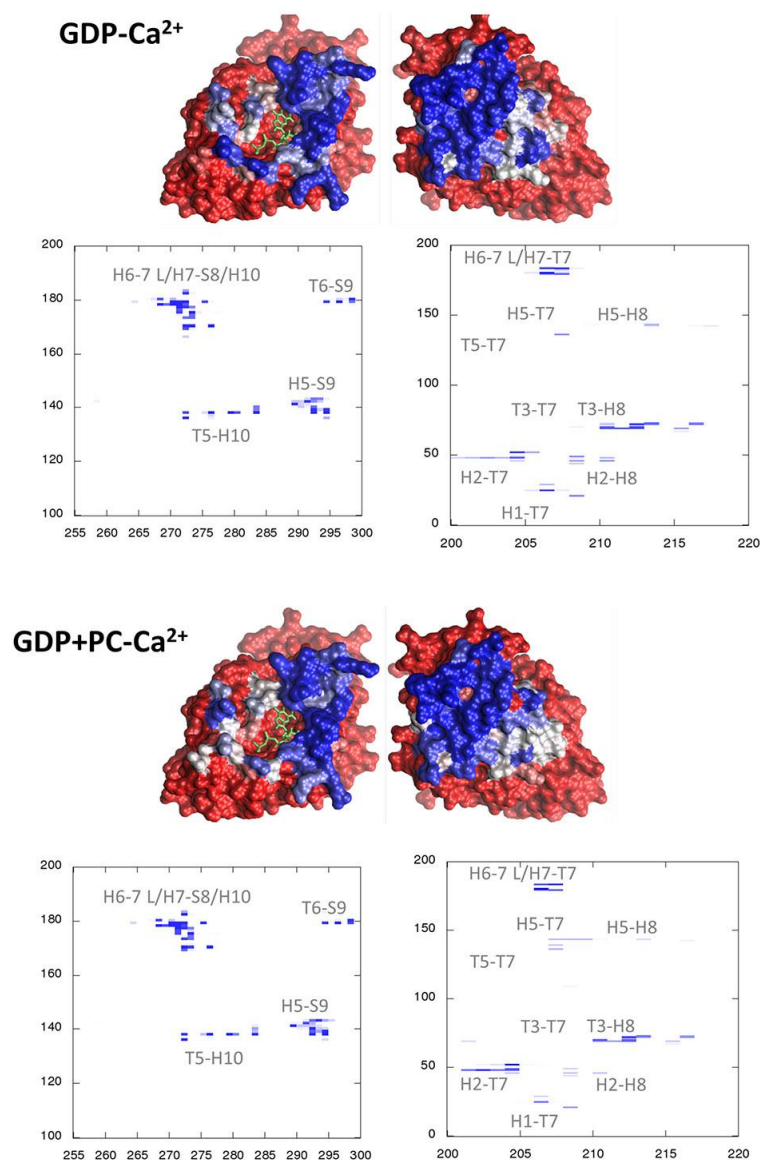 GDP-Ca²⁺
200
H6-7 L/H7-S8/H10
T6-S9
180
160
H5-S9
140
T5-H10
120
100
255 260 265 270 275 280 285 290 295 300
200
H6-7 L/H7-T7
150
H5-T7
H5-H8
T5-T7
100
T3-T7
T3-H8
50
H2-T7
H2-H8
H1-T7
0
200 205 210 215 220
GDP+PC-Ca²⁺
200
H6-7 L/H7-S8/H10
T6-S9
180
160
H5-S9
140
T5-H10
120
100
255 260 265 270 275 280 285 290 295 300
200
H6-7 L/H7-T7
150
H5-T7
H5-H8
T5-T7
100
T3-T7
T3-H8
50
H2-T7
H2-H8
H1-T7
0
200 205 210 215 220